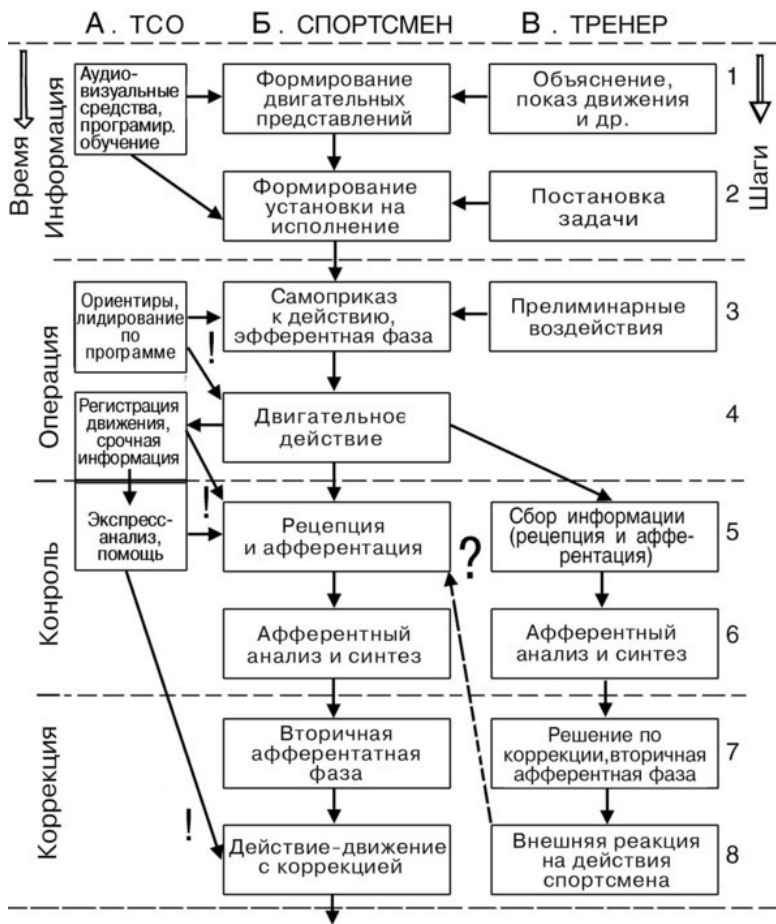 А. ТСО
Б. СПОРТСМЕН
В. ТРЕНЕР
Время
Информация
Шаги
Аудио-
визуальные
средства,
програмир.
обучение
Формирование
двигательных
представлений
Объяснение,
показ движения
и др.
1
Формирование
установки на
исполнение
Постановка
задачи
2
Операция
Ориентиры,
лидирование
по
программе
!
Самоприказ
к действию,
эфферентная фаза
Прелиминарные
воздействия
3
Регистрация
движения,
срочная
информация
Двигательное
действие
4
Конроль
Экспресс-
анализ,
помощь
!
Рецепция
и афферентация
?
Сбор информации
(рецепция и аффе-
рентация)
5
Афферентный
анализ и синтез
Афферентный
анализ и синтез
6
Коррекция
Вторичная
афферентатная
фаза
Решение по
коррекции,вторичная
афферентная фаза
7
!
Действие-движение
с коррекцией
Внешняя реакция
на действия
спортсмена
8